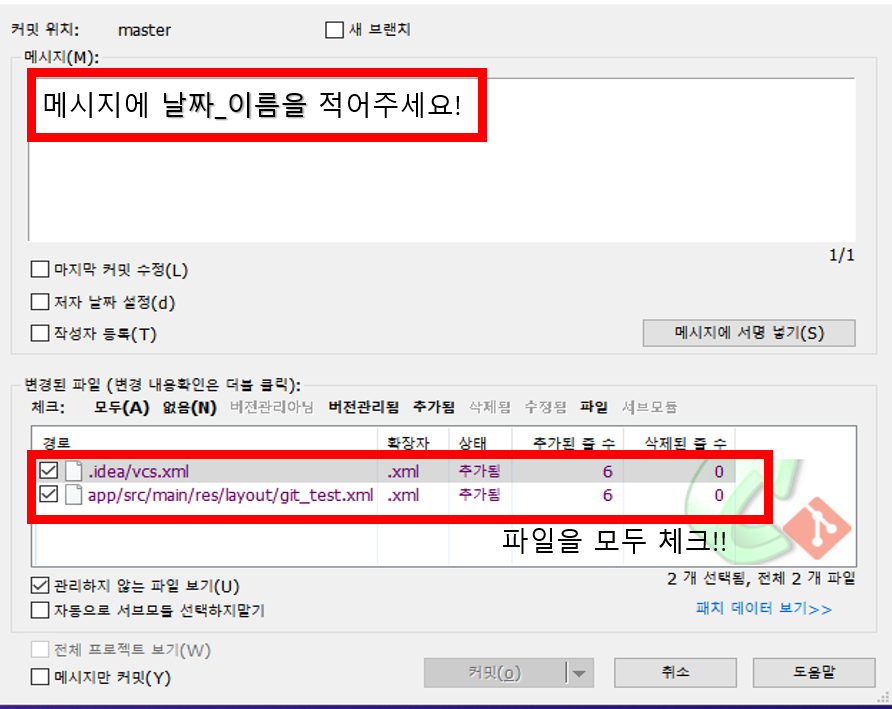 커밋 위치: master 새 브랜치
메시지(M):
메시지에 날짜_이름을 적어주세요!
1/1
마지막 커밋 수정(L)
저자 날짜 설정(d)
작성자 등록(T)
메시지에 서명 넣기(S)
변경된 파일 (변경 내용확인은 더블 클릭):
체크: 모두(A) 없음(N) 버전관리아님 버전관리됨 추가됨 삭제됨 수정됨 파일 서브모듈
경로 확장자 상태 추가된 줄 수 삭제된 줄 수
.idea/vcs.xml .xml 추가됨 6 0
app/src/main/res/layout/git_test.xml .xml 추가됨 6 0
파일을 모두 체크!!
관리하지 않는 파일 보기(U) 2 개 선택됨, 전체 2 개 파일
자동으로 서브모듈 선택하지말기 패치 데이터 보기>>
전체 프로젝트 보기(W)
메시지만 커밋(Y) 커밋(o) 취소 도움말